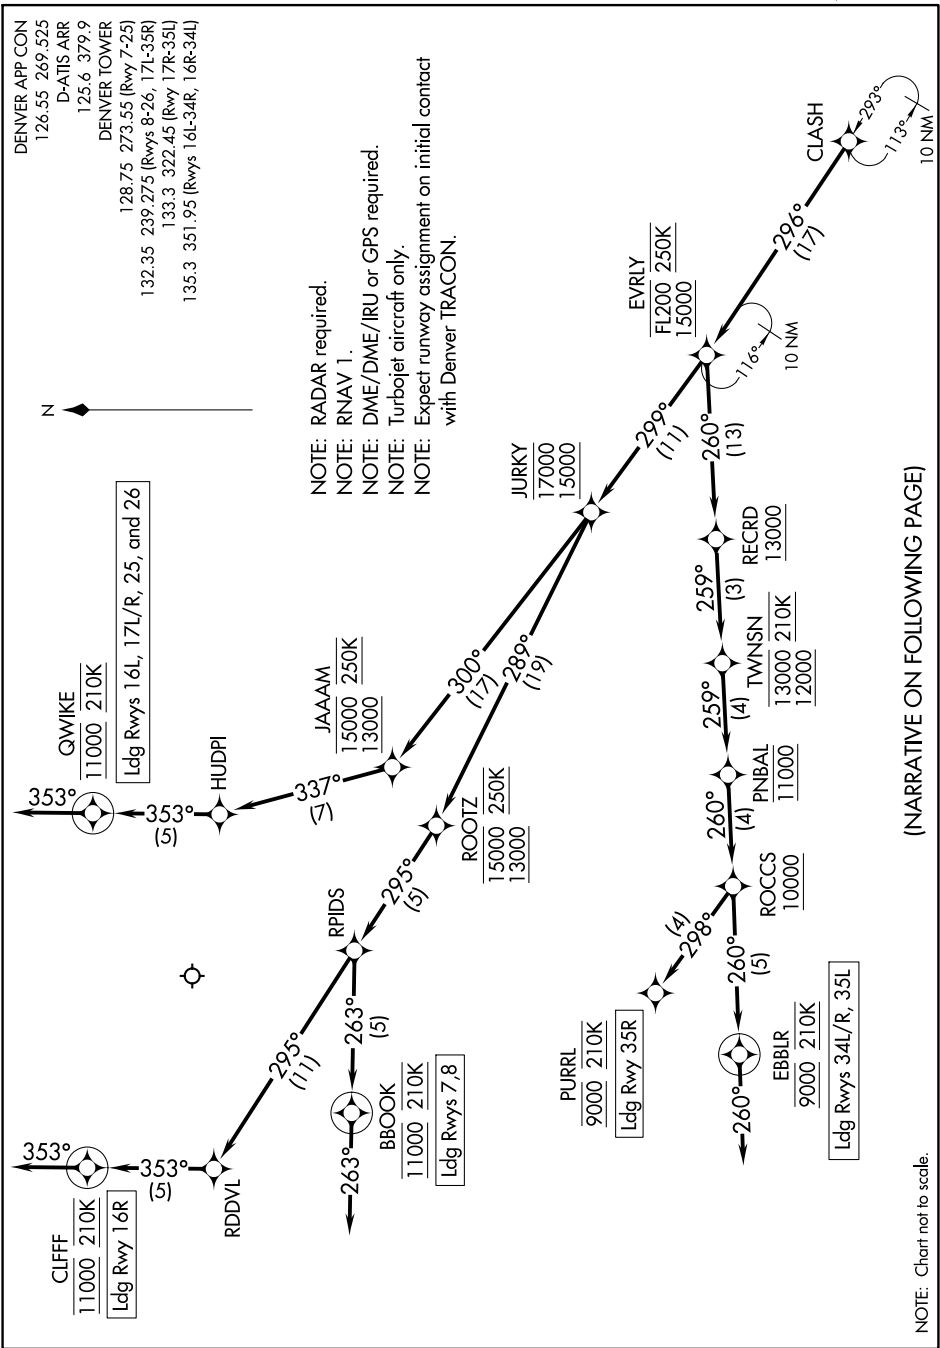 DENVER APP CON
126.55 269.525
D-ATIS ARR
125.6 379.9
DENVER TOWER
128.75 273.55 (Rwy 7-25)
132.35 239.275 (Rwys 8-26, 17L-35R)
133.3 322.45 (Rwy 17R-35L)
135.3 351.95 (Rwys 16L-34R, 16R-34L)
N
NOTE: RADAR required.
NOTE: RNAV 1.
NOTE: DME/DME/IRU or GPS required.
NOTE: Turbojet aircraft only.
NOTE: Expect runway assignment on initial contact
with Denver TRACON.
CLFFF
11000 210K
Ldg Rwy 16R
353°
353°
(5)
RDDVL
295°
(11)
QWIKE
11000 210K
Ldg Rwys 16L, 17L/R, 25, and 26
353°
353°
(5)
HUDPI
337°
(7)
JAAAM
15000 250K
13000
300°
(17)
289°
(19)
RPIDS
295°
(5)
ROOTZ
15000 250K
13000
263°
(5)
263°
BBOOK
11000 210K
Ldg Rwys 7,8
JURKY
17000
15000
299°
(11)
EVRLY
FL200 250K
15000
116°
10 NM
296°
(17)
CLASH
293°
113°
10 NM
260°
(13)
RECRD
13000
259°
(3)
TWNSN
13000 210K
12000
259°
(4)
PNBAL
11000
260°
(4)
ROCCS
10000
(4)
298°
PURRL
9000 210K
Ldg Rwy 35R
260°
(5)
EBBLR
9000 210K
Ldg Rwys 34L/R, 35L
260°
(NARRATIVE ON FOLLOWING PAGE)
NOTE: Chart not to scale.